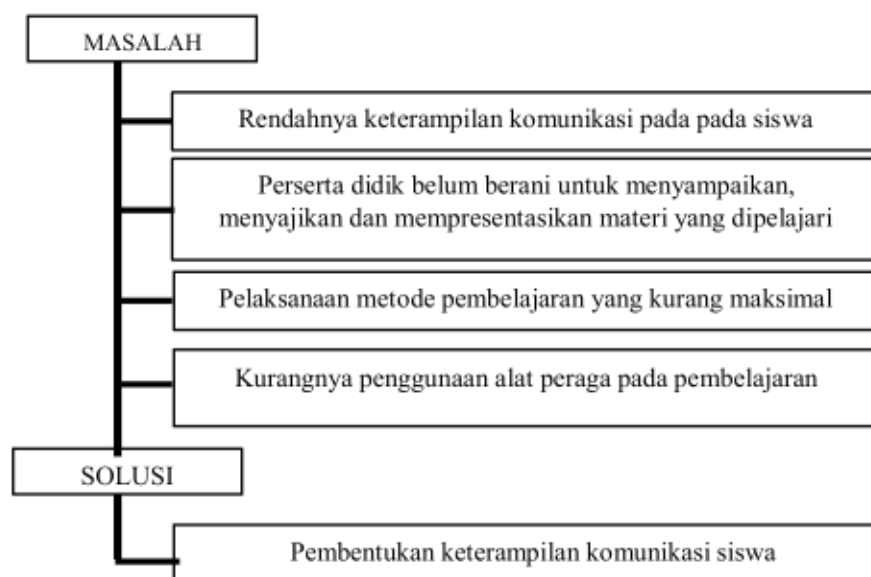 MASALAH
Rendahnya keterampilan komunikasi pada pada siswa
Perserta didik belum berani untuk menyampaikan,
menyajikan dan mempresentasikan materi yang dipelajari
Pelaksanaan metode pembelajaran yang kurang maksimal
Kurangnya penggunaan alat peraga pada pembelajaran
SOLUSI
Pembentukan keterampilan komunikasi siswa